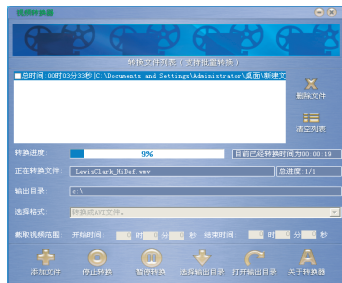 视频转换器
转换文件列表（支持批量转换）
总时间:00时03分33秒|C:\Documents and Settings\Administrator\桌面\新建文
删除文件
清空列表
转换进度:
9%
目前已经转换时间为00:00:19
正在转换文件:
LewisClark_HiDef.wmv
总进度:1/1
输出目录:
c:\
选择格式:
转换成AVI文件。
截取视频范围:
开始时间: 0 时 0 分 0 秒 结束时间: 0 时 0 分 0 秒
添加文件
停止转换
暂停转换
选择输出目录
打开输出目录
关于转换器